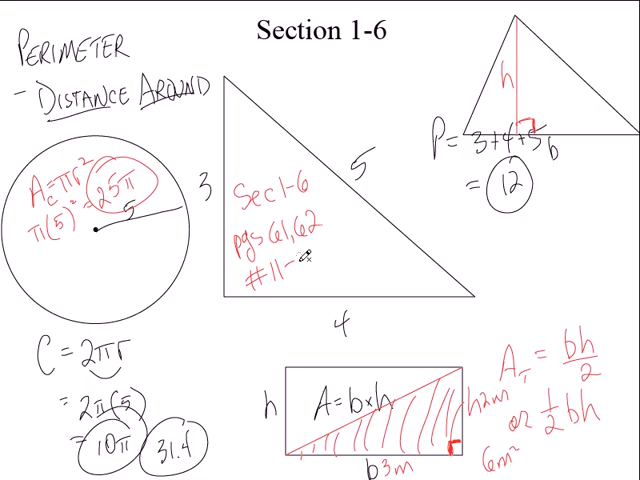 Section 1-6
PERIMETER
- DISTANCE AROUND
A_c = πr²
π(5)² = 25π
5
3
5
4
Sec 1-6
pgs 61, 62
#11-
h
b
P = 3+4+5
= 12
C = 2πr
= 2π(5)
= 10π
31.4
h
A = b×h
b 3m
h 2m
A_T = bh/2
or 1/2 bh
6m²